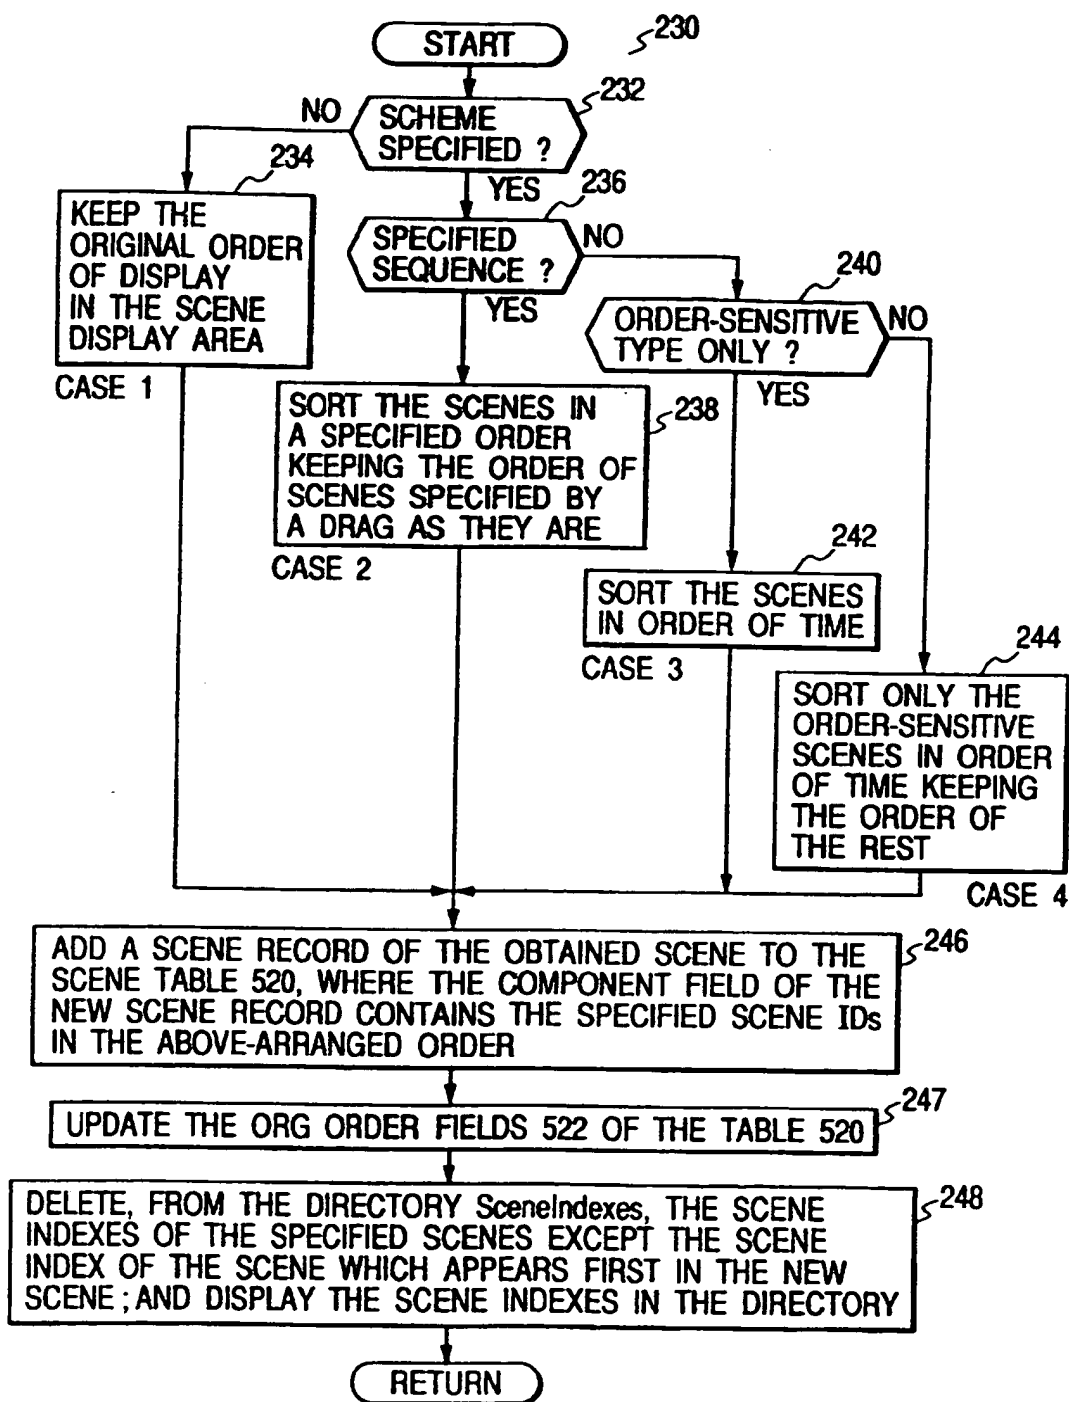 START
230
232
SCHEME
SPECIFIED ?
NO
YES
234
KEEP THE
ORIGINAL ORDER
OF DISPLAY
IN THE SCENE
DISPLAY AREA
CASE 1
236
SPECIFIED
SEQUENCE ?
NO
YES
240
ORDER-SENSITIVE
TYPE ONLY ?
NO
YES
238
SORT THE SCENES IN
A SPECIFIED ORDER
KEEPING THE ORDER OF
SCENES SPECIFIED BY
A DRAG AS THEY ARE
CASE 2
242
SORT THE SCENES
IN ORDER OF TIME
CASE 3
244
SORT ONLY THE
ORDER-SENSITIVE
SCENES IN ORDER
OF TIME KEEPING
THE ORDER OF
THE REST
CASE 4
246
ADD A SCENE RECORD OF THE OBTAINED SCENE TO THE
SCENE TABLE 520, WHERE THE COMPONENT FIELD OF THE
NEW SCENE RECORD CONTAINS THE SPECIFIED SCENE IDs
IN THE ABOVE-ARRANGED ORDER
247
UPDATE THE ORG ORDER FIELDS 522 OF THE TABLE 520
248
DELETE, FROM THE DIRECTORY SceneIndexes, THE SCENE
INDEXES OF THE SPECIFIED SCENES EXCEPT THE SCENE
INDEX OF THE SCENE WHICH APPEARS FIRST IN THE NEW
SCENE ; AND DISPLAY THE SCENE INDEXES IN THE DIRECTORY
RETURN